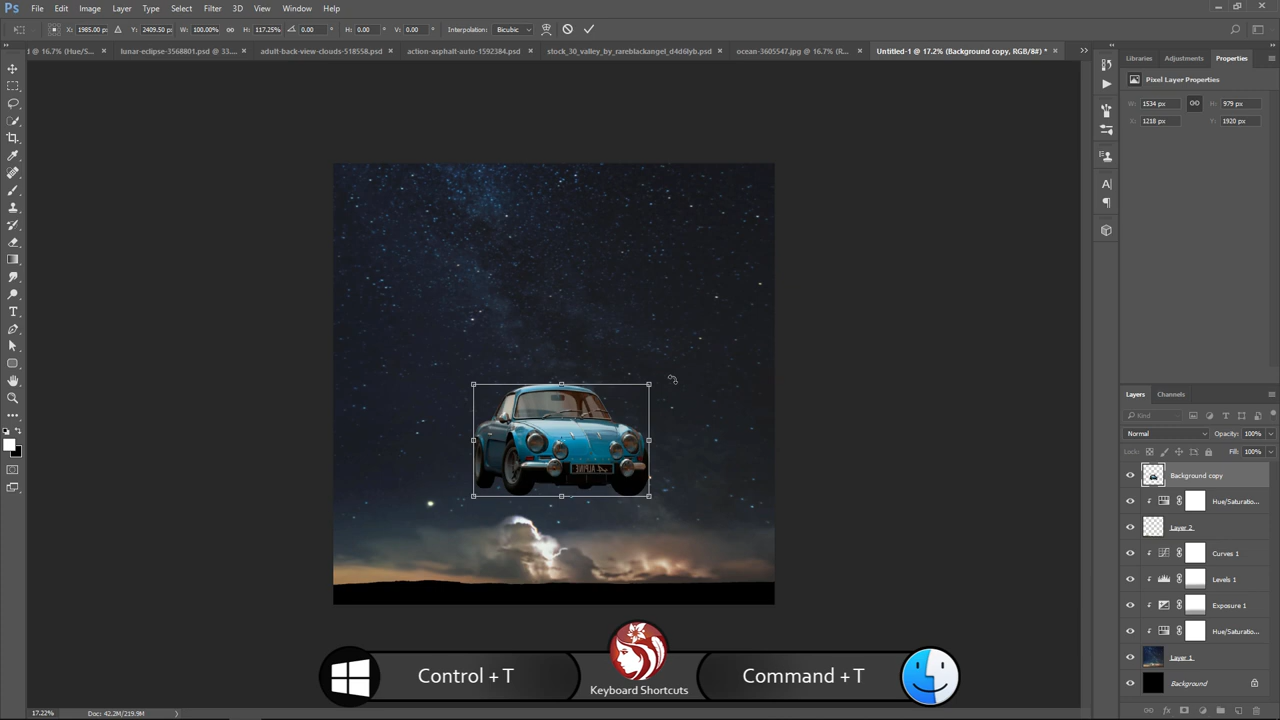 Ps File Edit Image Layer Type Select Filter 3D View Window Help
X: 1985.00 px Y: 2409.50 px W: 100.00% H: 117.25% 0.00 ° H: 0.00 ° V: 0.00 ° Interpolation: Bicubic
d @ 16.7% (Hue/S... × lunar-eclipse-3568801.psd @ 33.... × adult-back-view-clouds-518558.psd × action-asphalt-auto-1592384.psd × stock_30_valley_by_rareblackangel_d4d6lyb.psd × ocean-3605547.jpg @ 16.7% (R... × Untitled-1 @ 17.2% (Background copy, RGB/8#) * ×
Libraries Adjustments Properties
Pixel Layer Properties
W: 1534 px H: 979 px
X: 1218 px Y: 1920 px
Layers Channels
Kind
Normal Opacity: 100%
Lock: Fill: 100%
Background copy
Hue/Saturatio...
Layer 2
Curves 1
Levels 1
Exposure 1
Hue/Saturatio...
Layer 1
Background
Control + T
Keyboard Shortcuts
Command + T
17.22% Doc: 42.2M/219.9M